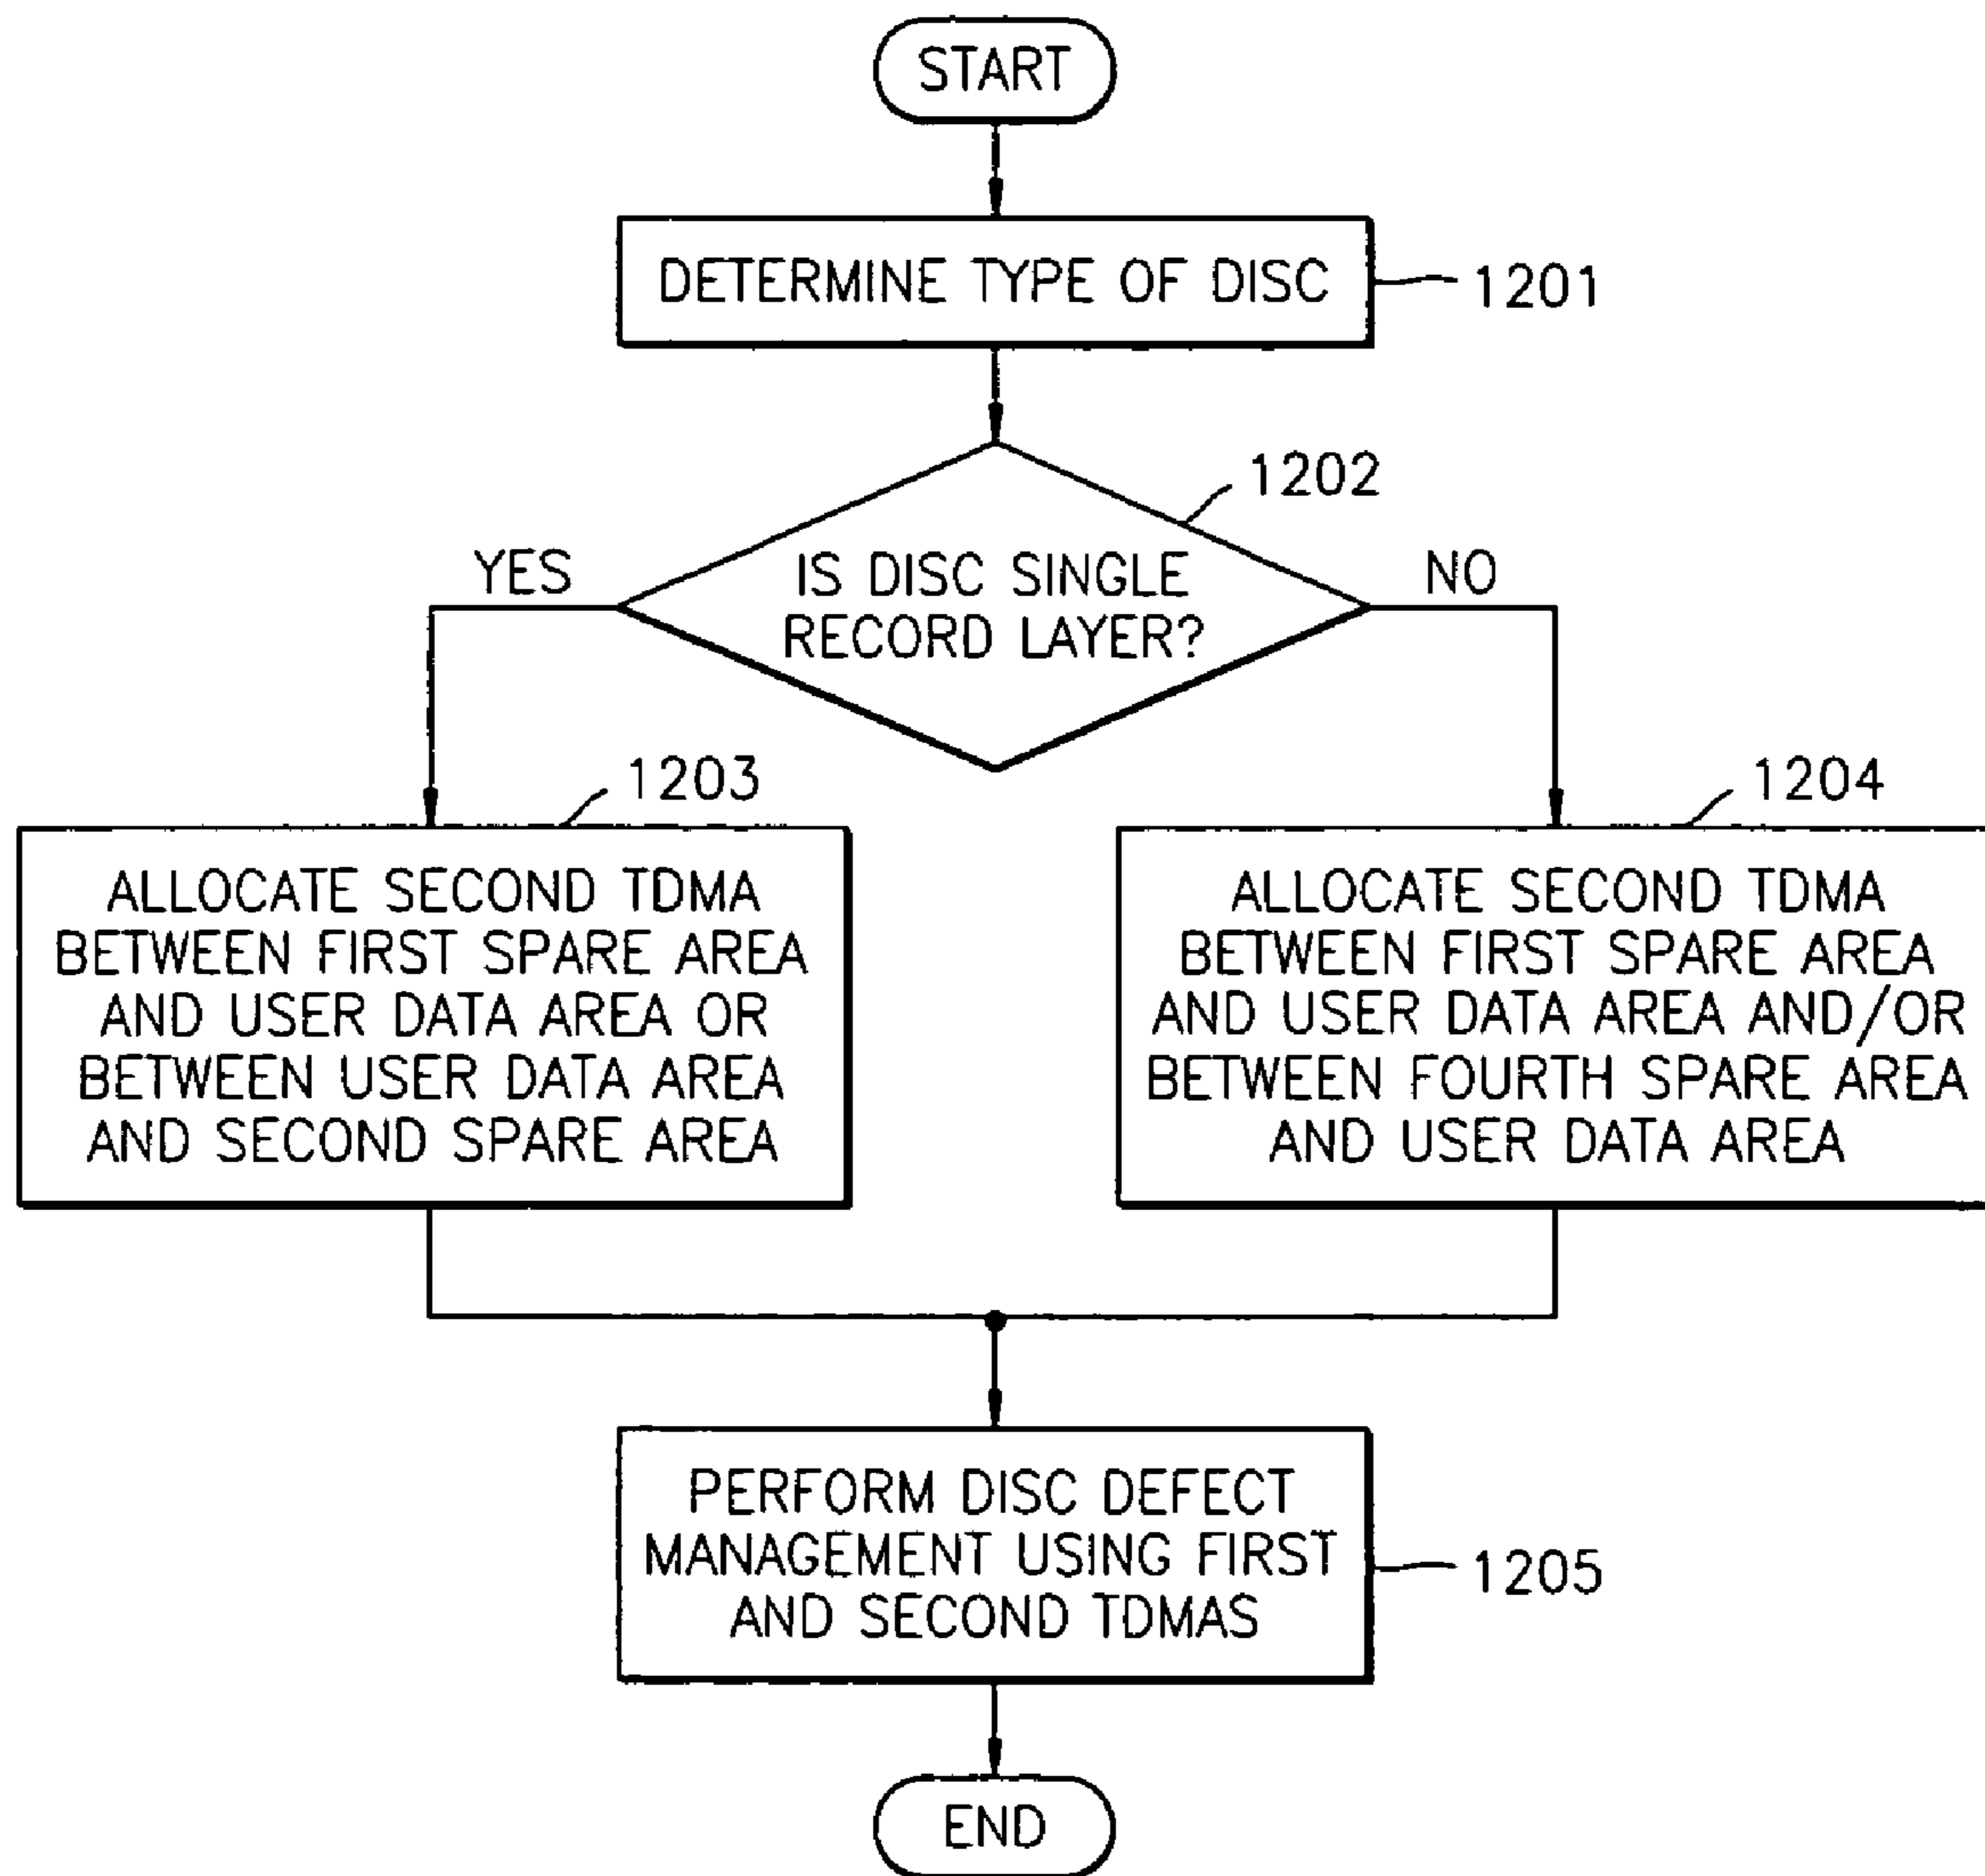 START
DETERMINE TYPE OF DISC
1201
1202
IS DISC SINGLE
RECORD LAYER?
YES
NO
1203
ALLOCATE SECOND TDMA
BETWEEN FIRST SPARE AREA
AND USER DATA AREA OR
BETWEEN USER DATA AREA
AND SECOND SPARE AREA
1204
ALLOCATE SECOND TDMA
BETWEEN FIRST SPARE AREA
AND USER DATA AREA AND/OR
BETWEEN FOURTH SPARE AREA
AND USER DATA AREA
PERFORM DISC DEFECT
MANAGEMENT USING FIRST
AND SECOND TDMAS
1205
END